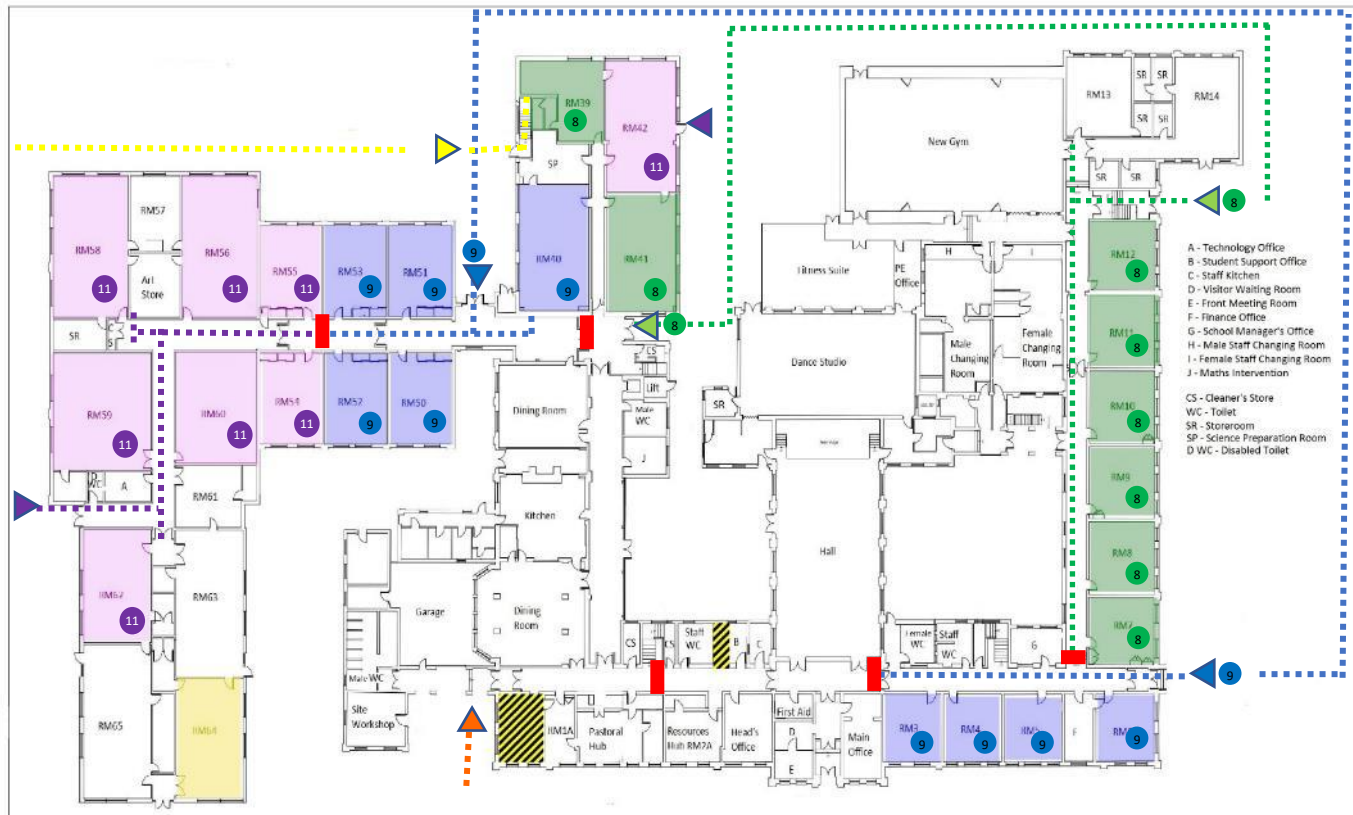 RM39
8
RM42
11
SP
RM40
9
RM41
8
9
8
RM13
SR
SR
SR
SR
RM14
SR
SR
New Gym
8
RM12
8
RM11
8
RM10
8
RM9
8
RM8
8
RM7
8
RM58
11
RM57
Art
Store
RM56
11
RM55
11
RM53
9
RM51
9
SR
C
S
RM59
11
RM60
11
RM54
11
RM52
9
RM50
9
WC
A
RM61
RM62
11
RM63
RM65
RM64
Dining Room
Kitchen
Dining
Room
Garage
Male WC
Site
Workshop
CS
Lift
Male
WC
J
Fitness Suite
PE
Office
H
I
Dance Studio
Male
Changing
Room
Female
Changing
Room
SR
Hall
CS
CS
Staff
WC
B
C
Female
WC
Staff
WC
G
RM1A
Pastoral
Hub
Resources
Hub RM2A
Head's
Office
First Aid
D
E
Main
Office
RM3
9
RM4
9
RM5
9
F
9
9
A - Technology Office
B - Student Support Office
C - Staff Kitchen
D - Visitor Waiting Room
E - Front Meeting Room
F - Finance Office
G - School Manager's Office
H - Male Staff Changing Room
I - Female Staff Changing Room
J - Maths Intervention
CS - Cleaner's Store
WC - Toilet
SR - Storeroom
SP - Science Preparation Room
D WC - Disabled Toilet